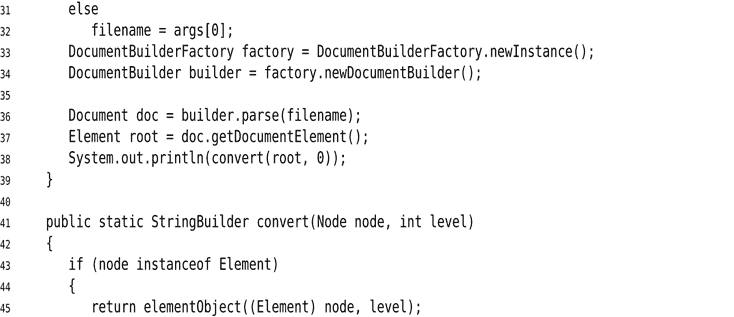 31 else
32 filename = args[0];
33 DocumentBuilderFactory factory = DocumentBuilderFactory.newInstance();
34 DocumentBuilder builder = factory.newDocumentBuilder();
35
36 Document doc = builder.parse(filename);
37 Element root = doc.getDocumentElement();
38 System.out.println(convert(root, 0));
39 }
40
41 public static StringBuilder convert(Node node, int level)
42 {
43 if (node instanceof Element)
44 {
45 return elementObject((Element) node, level);